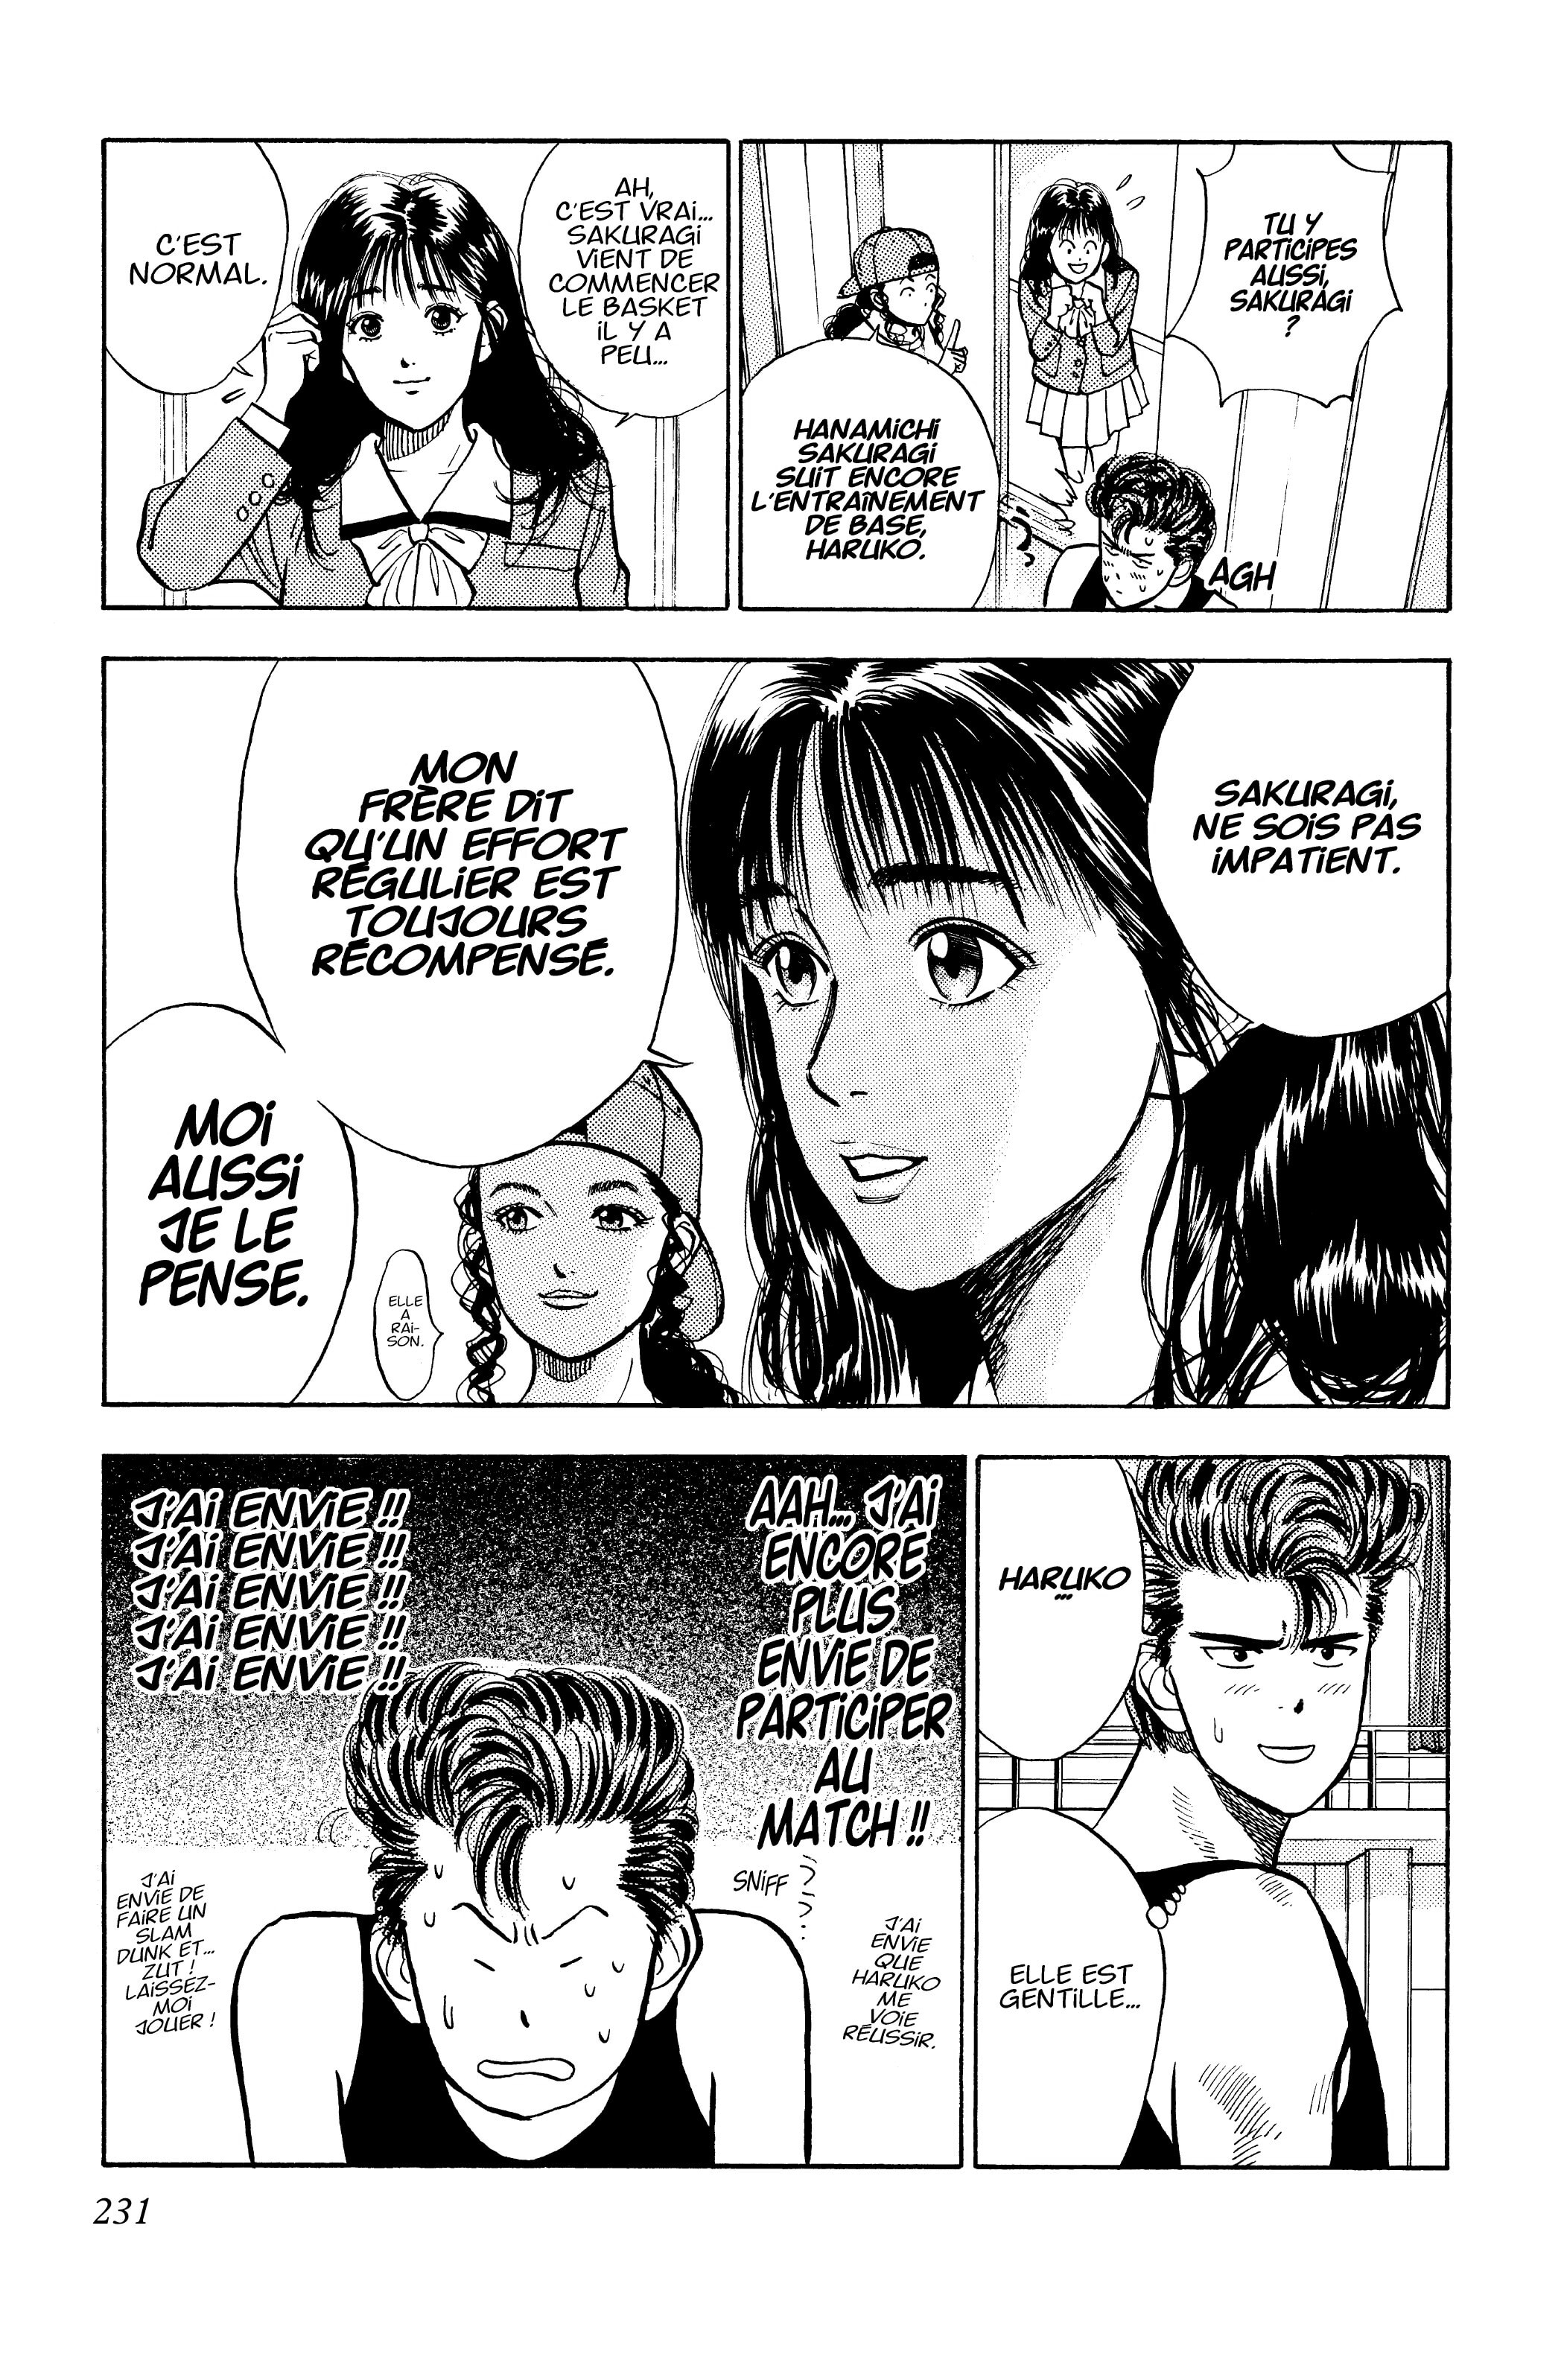 TU Y
PARTICIPES
AUSSI,
SAKURAGI
?
HANAMICHI
SAKURAGI
SUIT ENCORE
L'ENTRAÎNEMENT
DE BASE,
HARUKO.
AGH
AH,
C'EST VRAI...
SAKURAGI
VIENT DE
COMMENCER
LE BASKET
IL Y A
PEU...
C'EST
NORMAL.
SAKURAGI,
NE SOIS PAS
IMPATIENT.
MON
FRÈRE DIT
QU'UN EFFORT
RÉGULIER EST
TOUJOURS
RÉCOMPENSÉ.
MOI
AUSSI
JE LE
PENSE.
ELLE
A
RAI-
SON.
HARUKO
...
ELLE EST
GENTILLE...
AAH... J'AI
ENCORE
PLUS
ENVIE DE
PARTICIPER
AU
MATCH !!
J'AI ENVIE !!
J'AI ENVIE !!
J'AI ENVIE !!
J'AI ENVIE !!
J'AI ENVIE !!
SNIFF
J'AI
ENVIE
QUE
HARUKO
ME
VOIE
RÉUSSIR.
J'AI
ENVIE DE
FAIRE UN
SLAM
DUNK ET...
ZUT !
LAISSEZ-
MOI
JOUER !
231